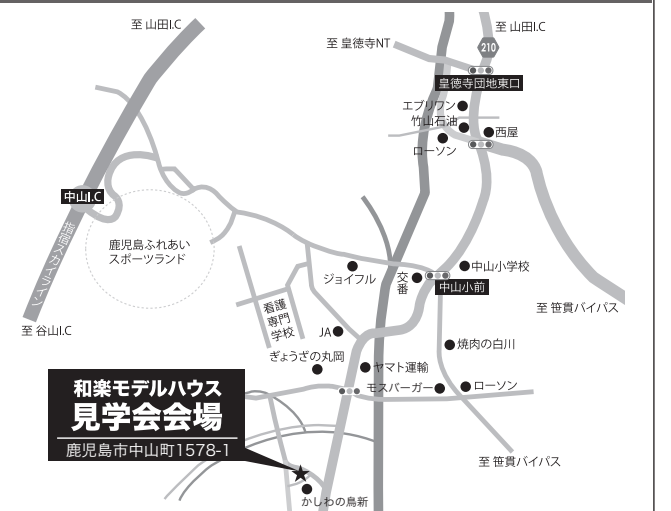 至 山田I.C
至 山田I.C
至 皇徳寺NT
210
皇徳寺団地東口
エブリワン
竹山石油
西屋
ローソン
中山I.C
指宿スカイライン
鹿児島ふれあい
スポーツランド
中山小学校
ジョイフル
交番
中山小前
至 笹貫バイパス
看護
専門
学校
至 谷山I.C
JA
焼肉の白川
ぎょうざの丸岡
ヤマト運輸
モスバーガー
ローソン
和楽モデルハウス
見学会会場
鹿児島市中山町1578-1
至 笹貫バイパス
かしわの鳥新